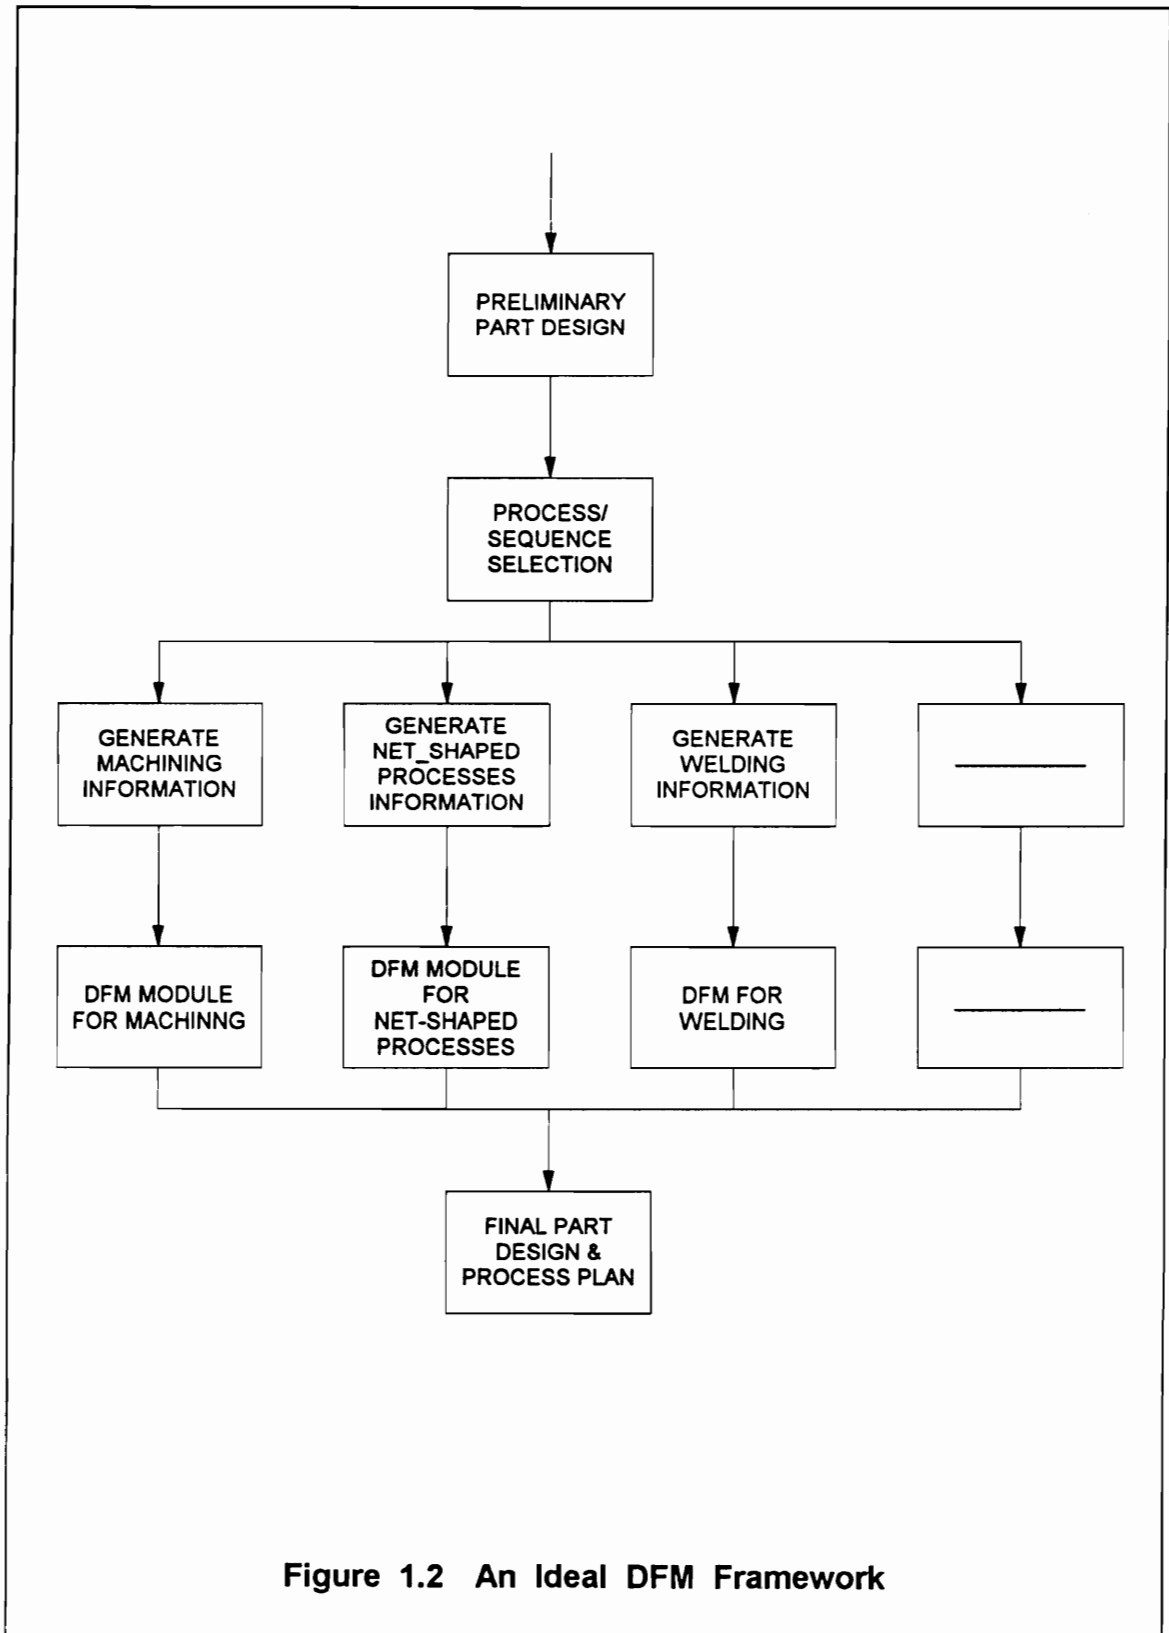 PRELIMINARY
PART DESIGN
PROCESS/
SEQUENCE
SELECTION
GENERATE
MACHINING
INFORMATION
GENERATE
NET_SHAPED
PROCESSES
INFORMATION
GENERATE
WELDING
INFORMATION
DFM MODULE
FOR MACHINNG
DFM MODULE
FOR
NET-SHAPED
PROCESSES
DFM FOR
WELDING
FINAL PART
DESIGN &
PROCESS PLAN
Figure 1.2 An Ideal DFM Framework